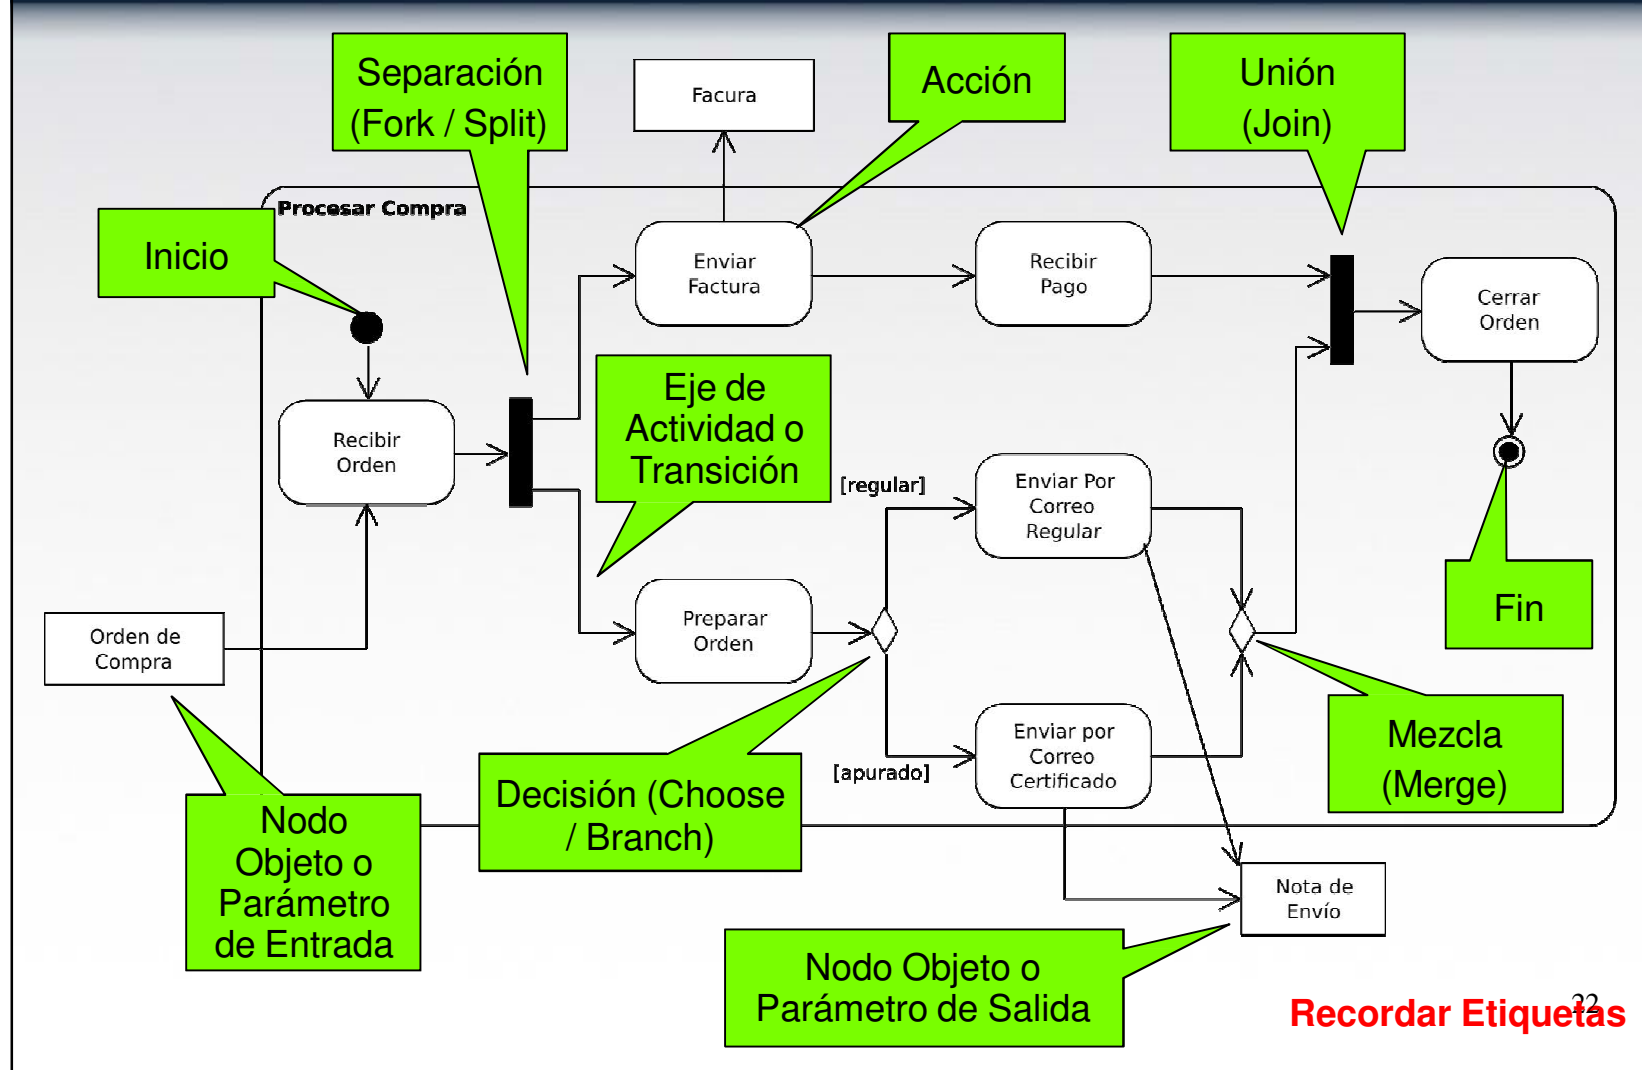 Separación
(Fork / Split)
Facura
Acción
Unión
(Join)
Procesar Compra
Inicio
Enviar
Factura
Recibir
Pago
Cerrar
Orden
Recibir
Orden
Eje de
Actividad o
Transición
[regular]
Enviar Por
Correo
Regular
Fin
Orden de
Compra
Preparar
Orden
Mezcla
(Merge)
Decisión (Choose
/ Branch)
[apurado]
Enviar por
Correo
Certificado
Nodo
Objeto o
Parámetro
de Entrada
Nota de
Envío
Nodo Objeto o
Parámetro de Salida
22
Recordar Etiquetas